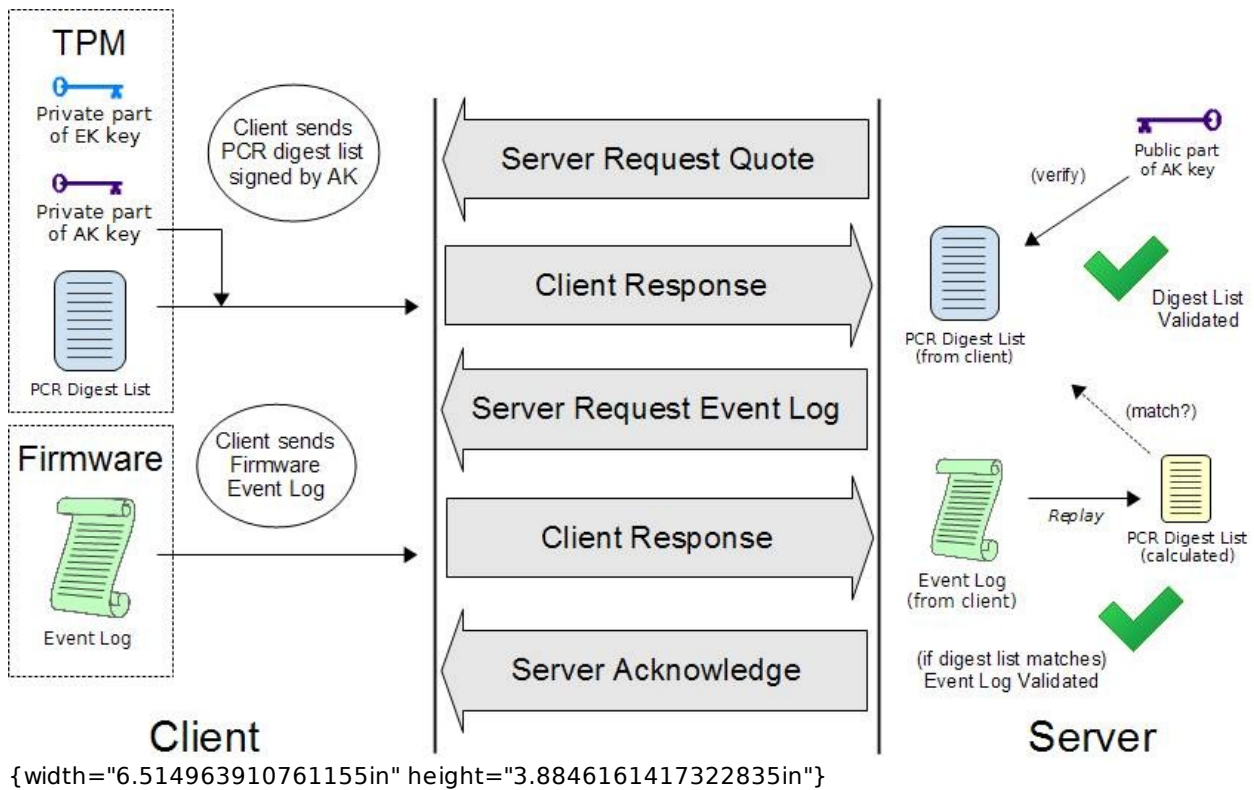 TPM
Private part
of EK key
Private part
of AK key
PCR Digest List
Client sends
PCR digest list
signed by AK
Firmware
Event Log
Client sends
Firmware
Event Log
Client
Server Request Quote
Client Response
Server Request Event Log
Client Response
Server Acknowledge
Public part
of AK key
(verify)
PCR Digest List
(from client)
Digest List
Validated
(match?)
Event Log
(from client)
Replay
PCR Digest List
(calculated)
(if digest list matches)
Event Log Validated
Server
{width="6.514963910761155in" height="3.8846161417322835in"}